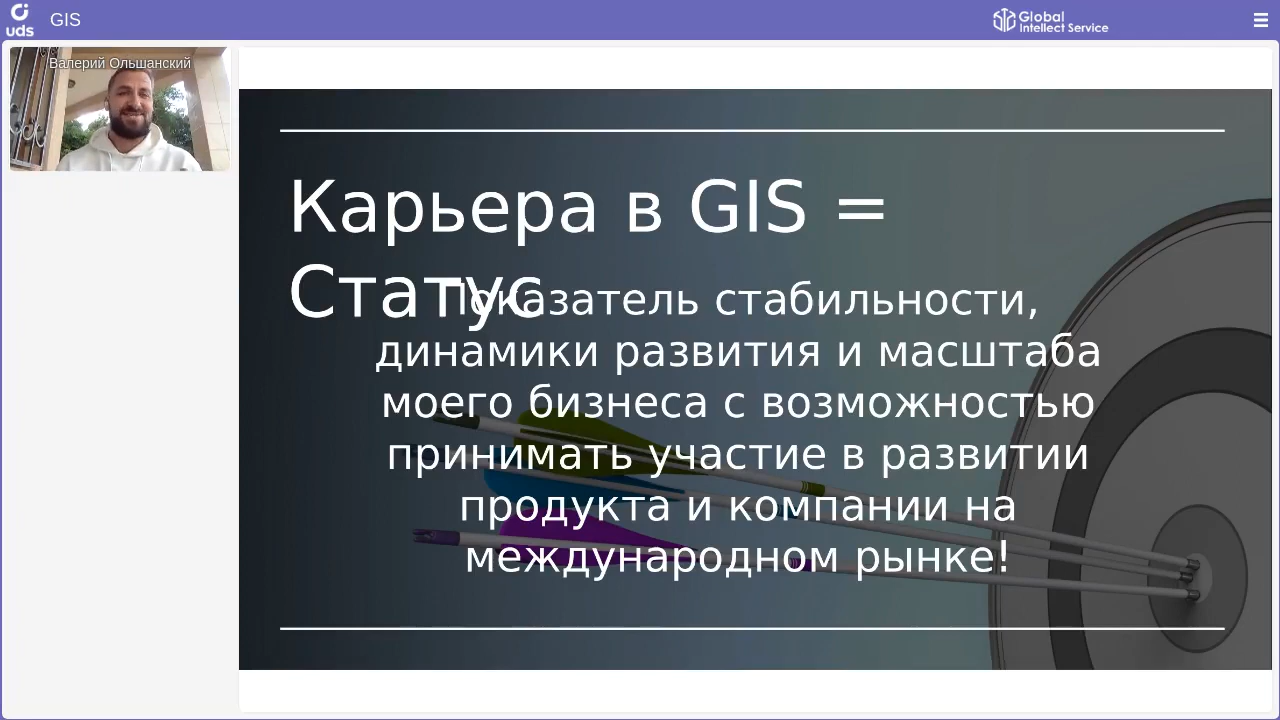 uds
GIS
Global
Intellect Service
Валерий Ольшанский
Карьера в GIS =
Статус
Показатель стабильности,
динамики развития и масштаба
моего бизнеса с возможностью
принимать участие в развитии
продукта и компании на
международном рынке!